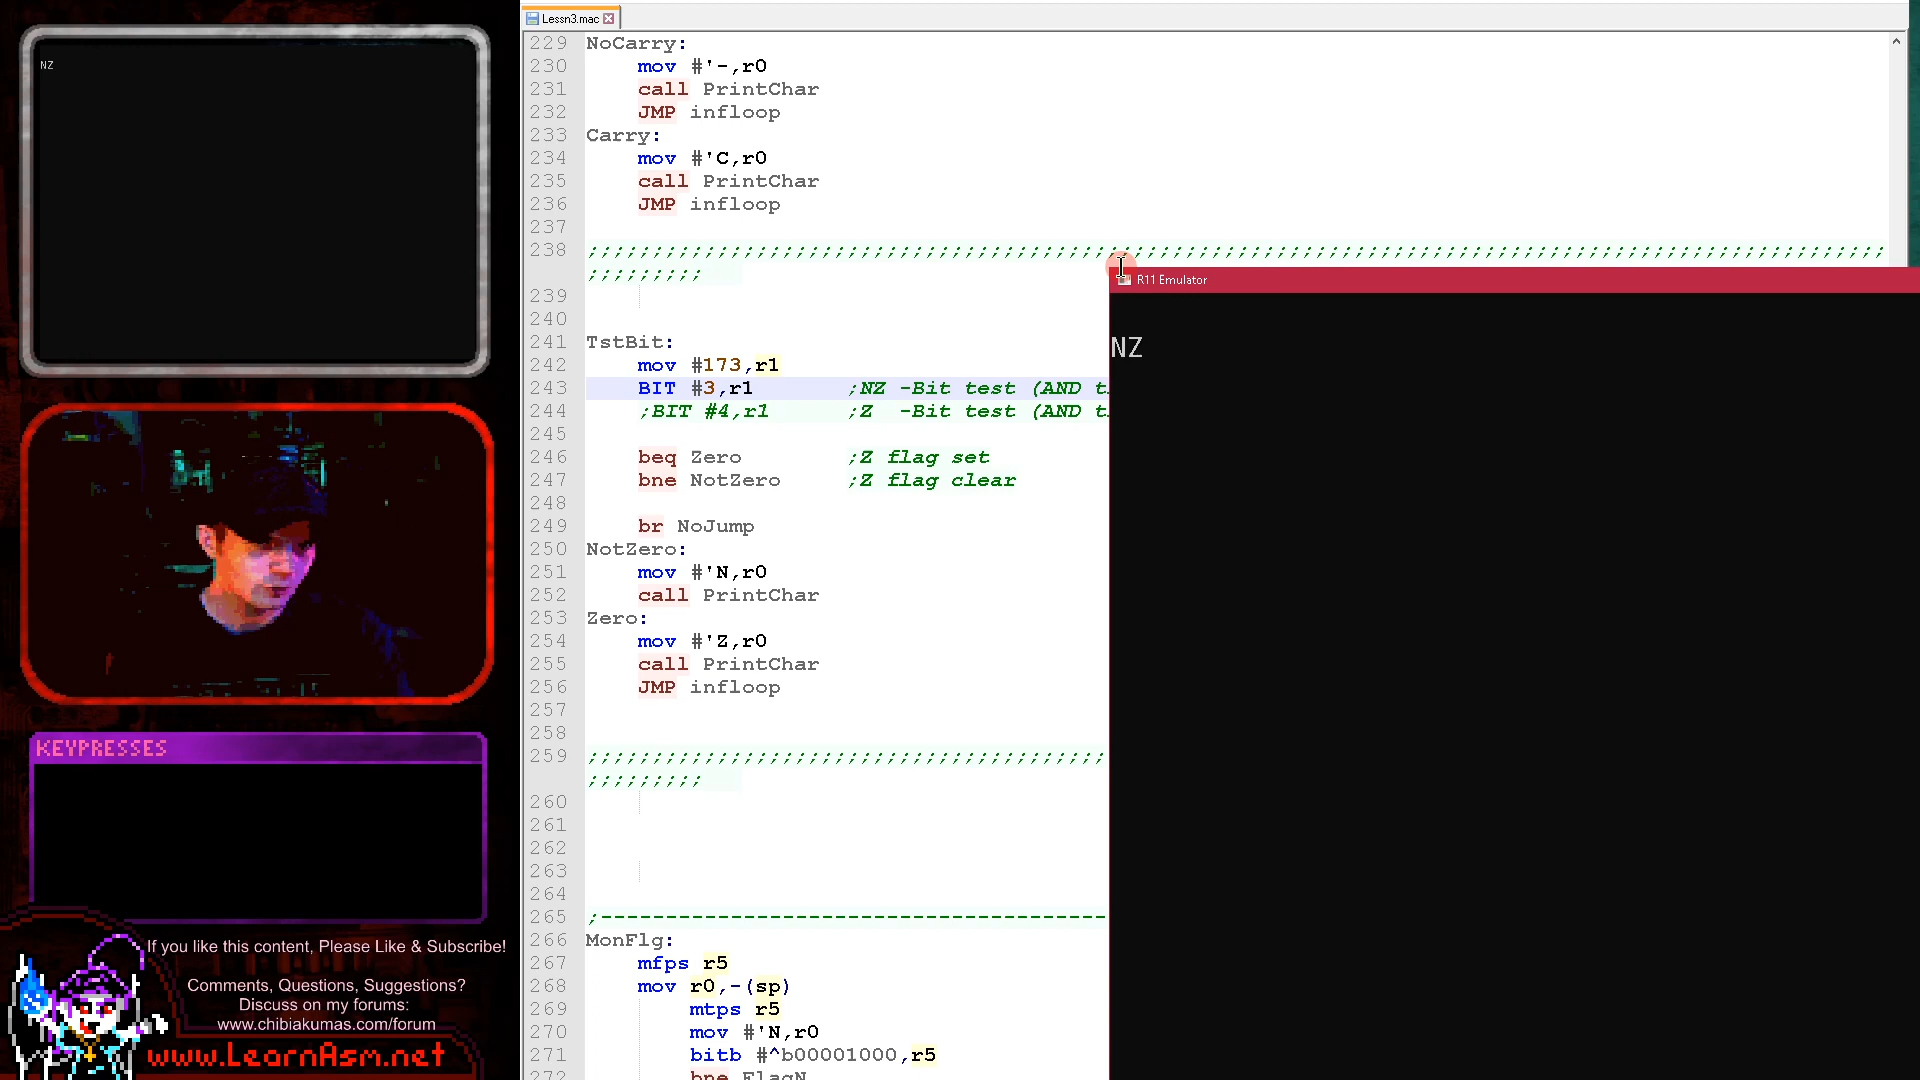 NZ
KEYPRESSES
If you like this content, Please Like & Subscribe!
Comments, Questions, Suggestions?
Discuss on my forums:
www.chibiakumas.com/forum
www.LearnAsm.net
Lessn3.mac
229 NoCarry:
230 mov #'-,r0
231 call PrintChar
232 JMP infloop
233 Carry:
234 mov #'C,r0
235 call PrintChar
236 JMP infloop
237
238 ;;;;;;;;;;;;;;;;;;;;;;;;;;;;;;;;;;;;;;;;;;;;;;;;;;;;;;;;;;;;;;;;;;;;;;;;;;;;;;;;;;;;;;;;;;;;;;;;;;;;
;;;;;;;;;
239
240
241 TstBit:
242 mov #173,r1
243 BIT #3,r1 ;NZ -Bit test (AND
244 ;BIT #4,r1 ;Z -Bit test (AND
245
246 beq Zero ;Z flag set
247 bne NotZero ;Z flag clear
248
249 br NoJump
250 NotZero:
251 mov #'N,r0
252 call PrintChar
253 Zero:
254 mov #'Z,r0
255 call PrintChar
256 JMP infloop
257
258
259 ;;;;;;;;;;;;;;;;;;;;;;;;;;;;;;;;;;;;;;;;
;;;;;;;;;
260
261
262
263
264
265 ;---------------------------------------
266 MonFlg:
267 mfps r5
268 mov r0,-(sp)
269 mtps r5
270 mov #'N,r0
271 bitb #^b00001000,r5
272 bne FlagN
R11 Emulator
NZ